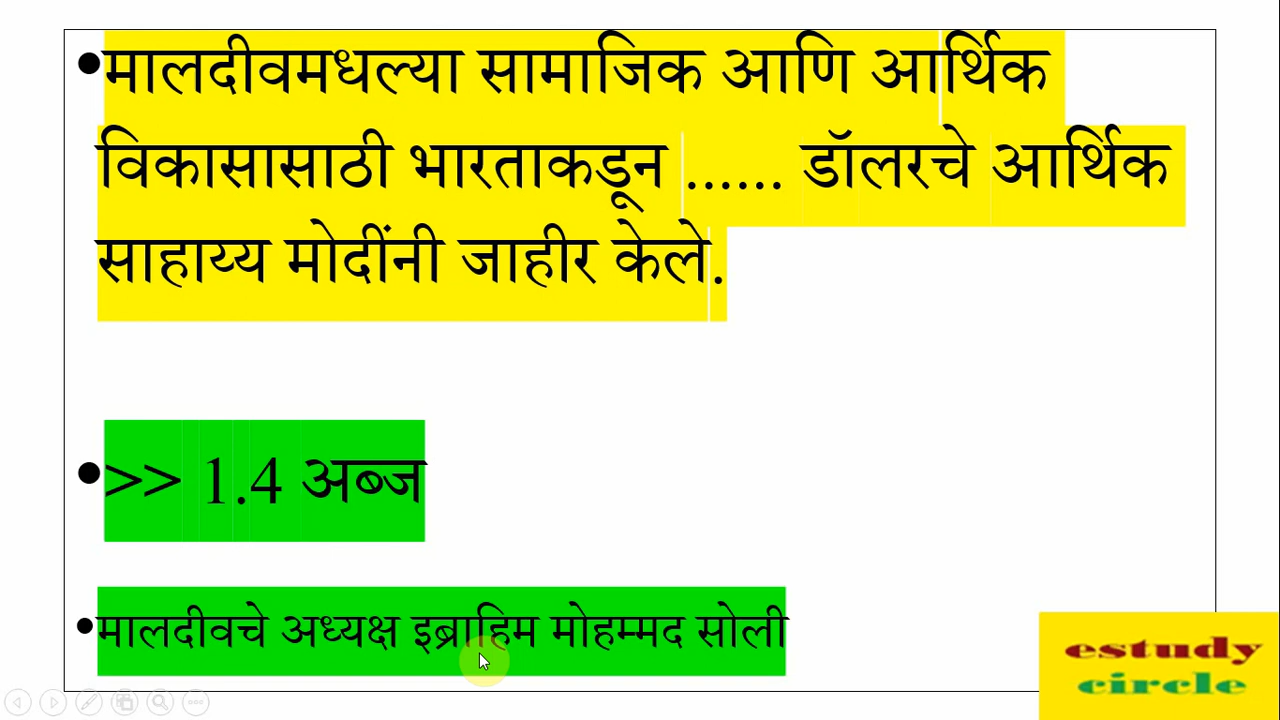 •मालदीवमधल्या सामाजिक आणि आर्थिक
विकासासाठी भारताकडून ...... डॉलरचे आर्थिक
साहाय्य मोदींनी जाहीर केले.
•>> 1.4 अब्ज
•मालदीवचे अध्यक्ष इब्राहिम मोहम्मद सोली
estudy
circle